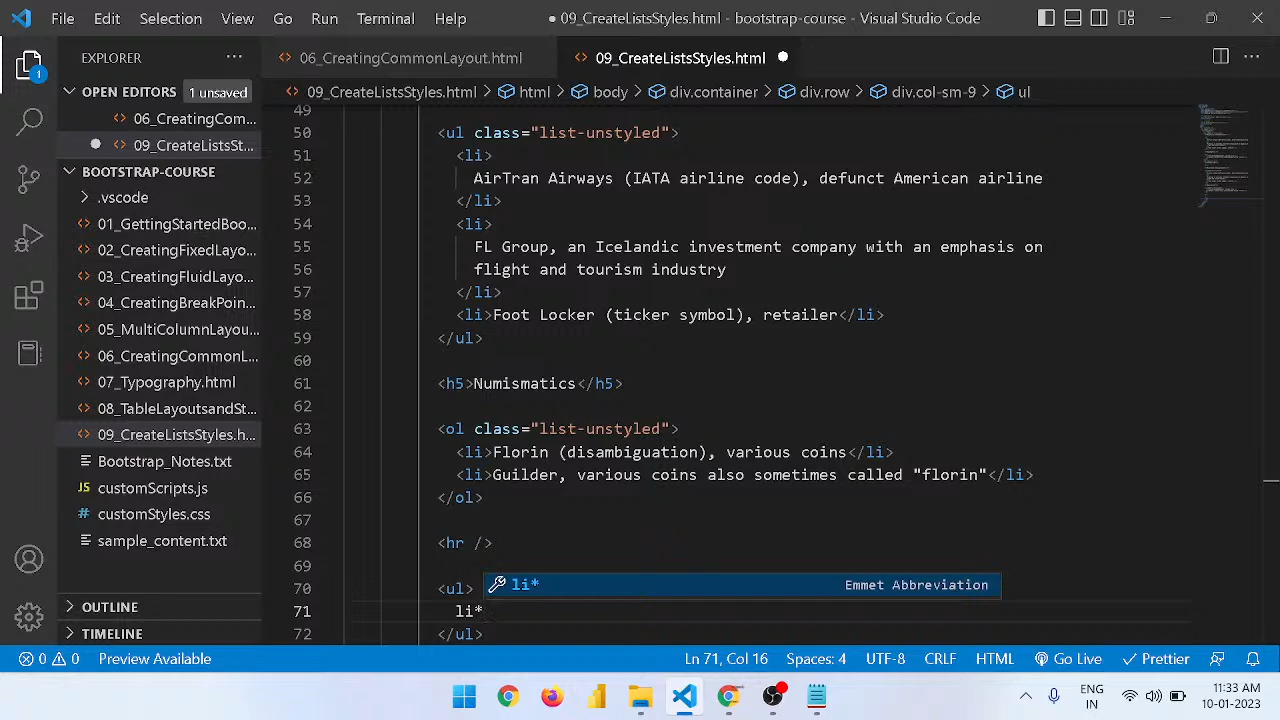 File Edit Selection View Go Run Terminal Help ● 09_CreateListsStyles.html - bootstrap-course - Visual Studio Code
EXPLORER ···
06_CreatingCommonLayout.html 09_CreateListsStyles.html ●
OPEN EDITORS 1 unsaved
09_CreateListsStyles.html > html > body > div.container > div.row > div.col-sm-9 > ul
06_CreatingCom...
09_CreateListsSt...
BOOTSTRAP-COURSE
.vscode
01_GettingStartedBoo...
02_CreatingFixedLayo...
03_CreatingFluidLayo...
04_CreatingBreakPoin...
05_MultiColumnLayou...
06_CreatingCommonL...
07_Typography.html
08_TableLayoutsandSt...
09_CreateListsStyles.h...
Bootstrap_Notes.txt
JS customScripts.js
# customStyles.css
sample_content.txt
OUTLINE
TIMELINE
1
49
50 <ul class="list-unstyled">
51 <li>
52 AirTran Airways (IATA airline code), defunct American airline
53 </li>
54 <li>
55 FL Group, an Icelandic investment company with an emphasis on
56 flight and tourism industry
57 </li>
58 <li>Foot Locker (ticker symbol), retailer</li>
59 </ul>
60
61 <h5>Numismatics</h5>
62
63 <ol class="list-unstyled">
64 <li>Florin (disambiguation), various coins</li>
65 <li>Guilder, various coins also sometimes called "florin"</li>
66 </ol>
67
68 <hr />
69
70 <ul>
li* Emmet Abbreviation
71 li*
72 </ul>
0 0 Preview Available Ln 71, Col 16 Spaces: 4 UTF-8 CRLF HTML Go Live Prettier
ENG
IN
11:33 AM
10-01-2023